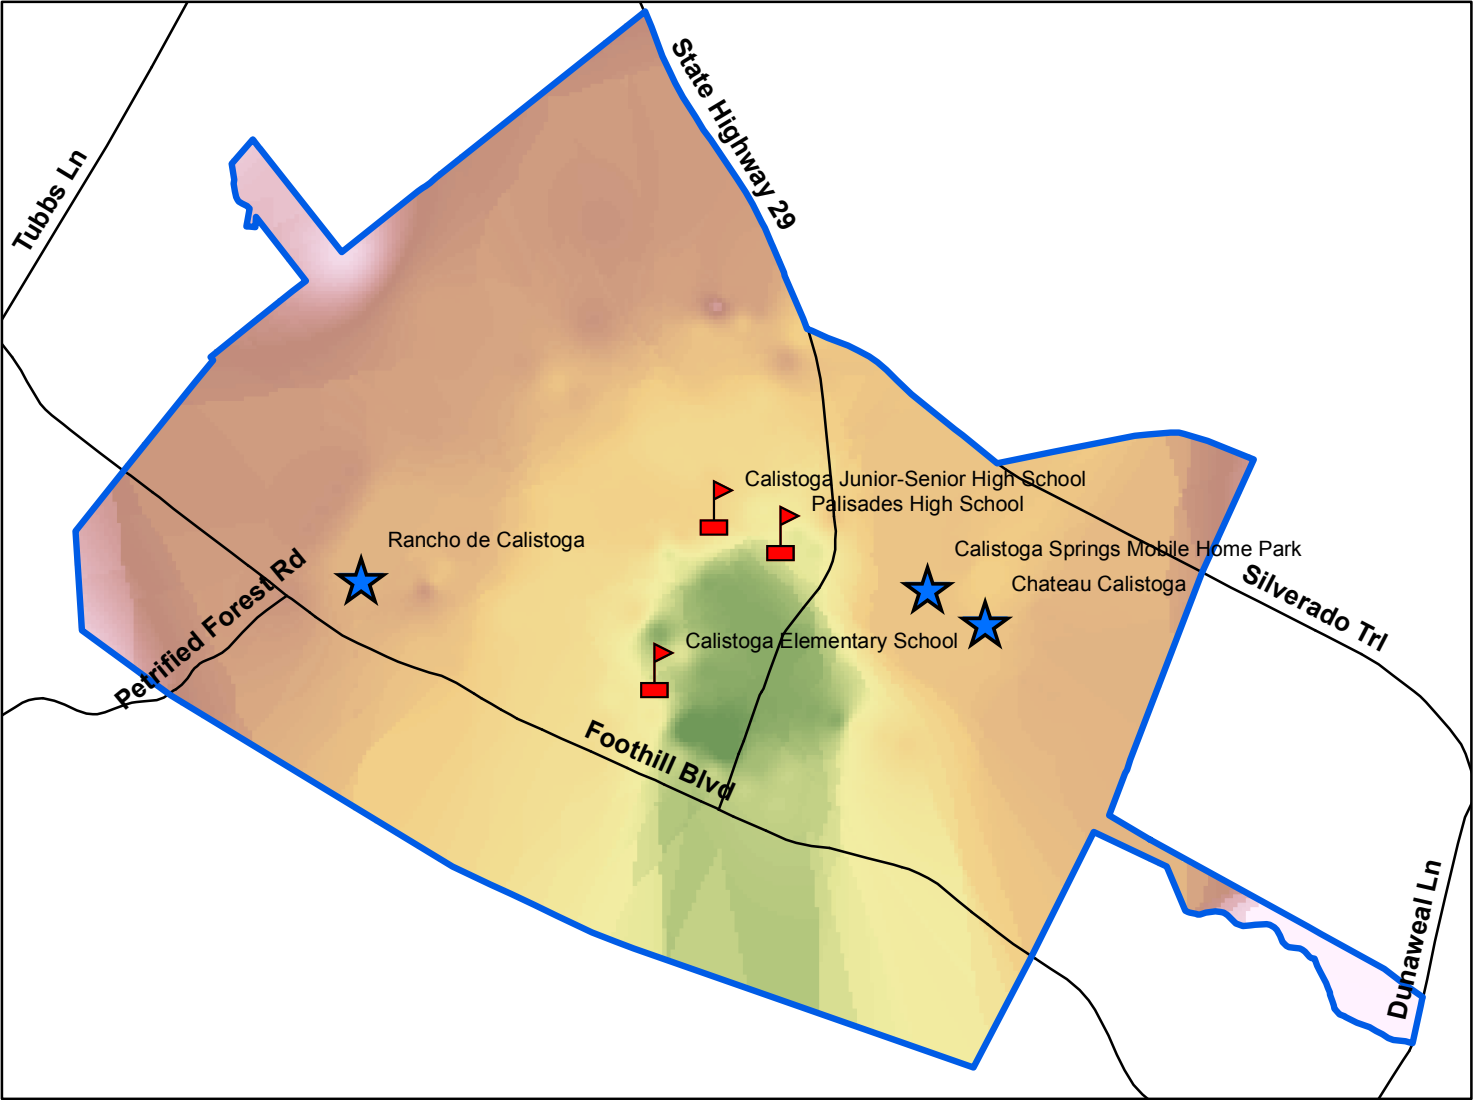 State Highway 29
Tubbs Ln
Calistoga Junior-Senior High School
Palisades High School
Rancho de Calistoga
Calistoga Springs Mobile Home Park
Chateau Calistoga
Silverado Trl
Petrified Forest Rd
Calistoga Elementary School
Foothill Blvd
Dunaweal Ln